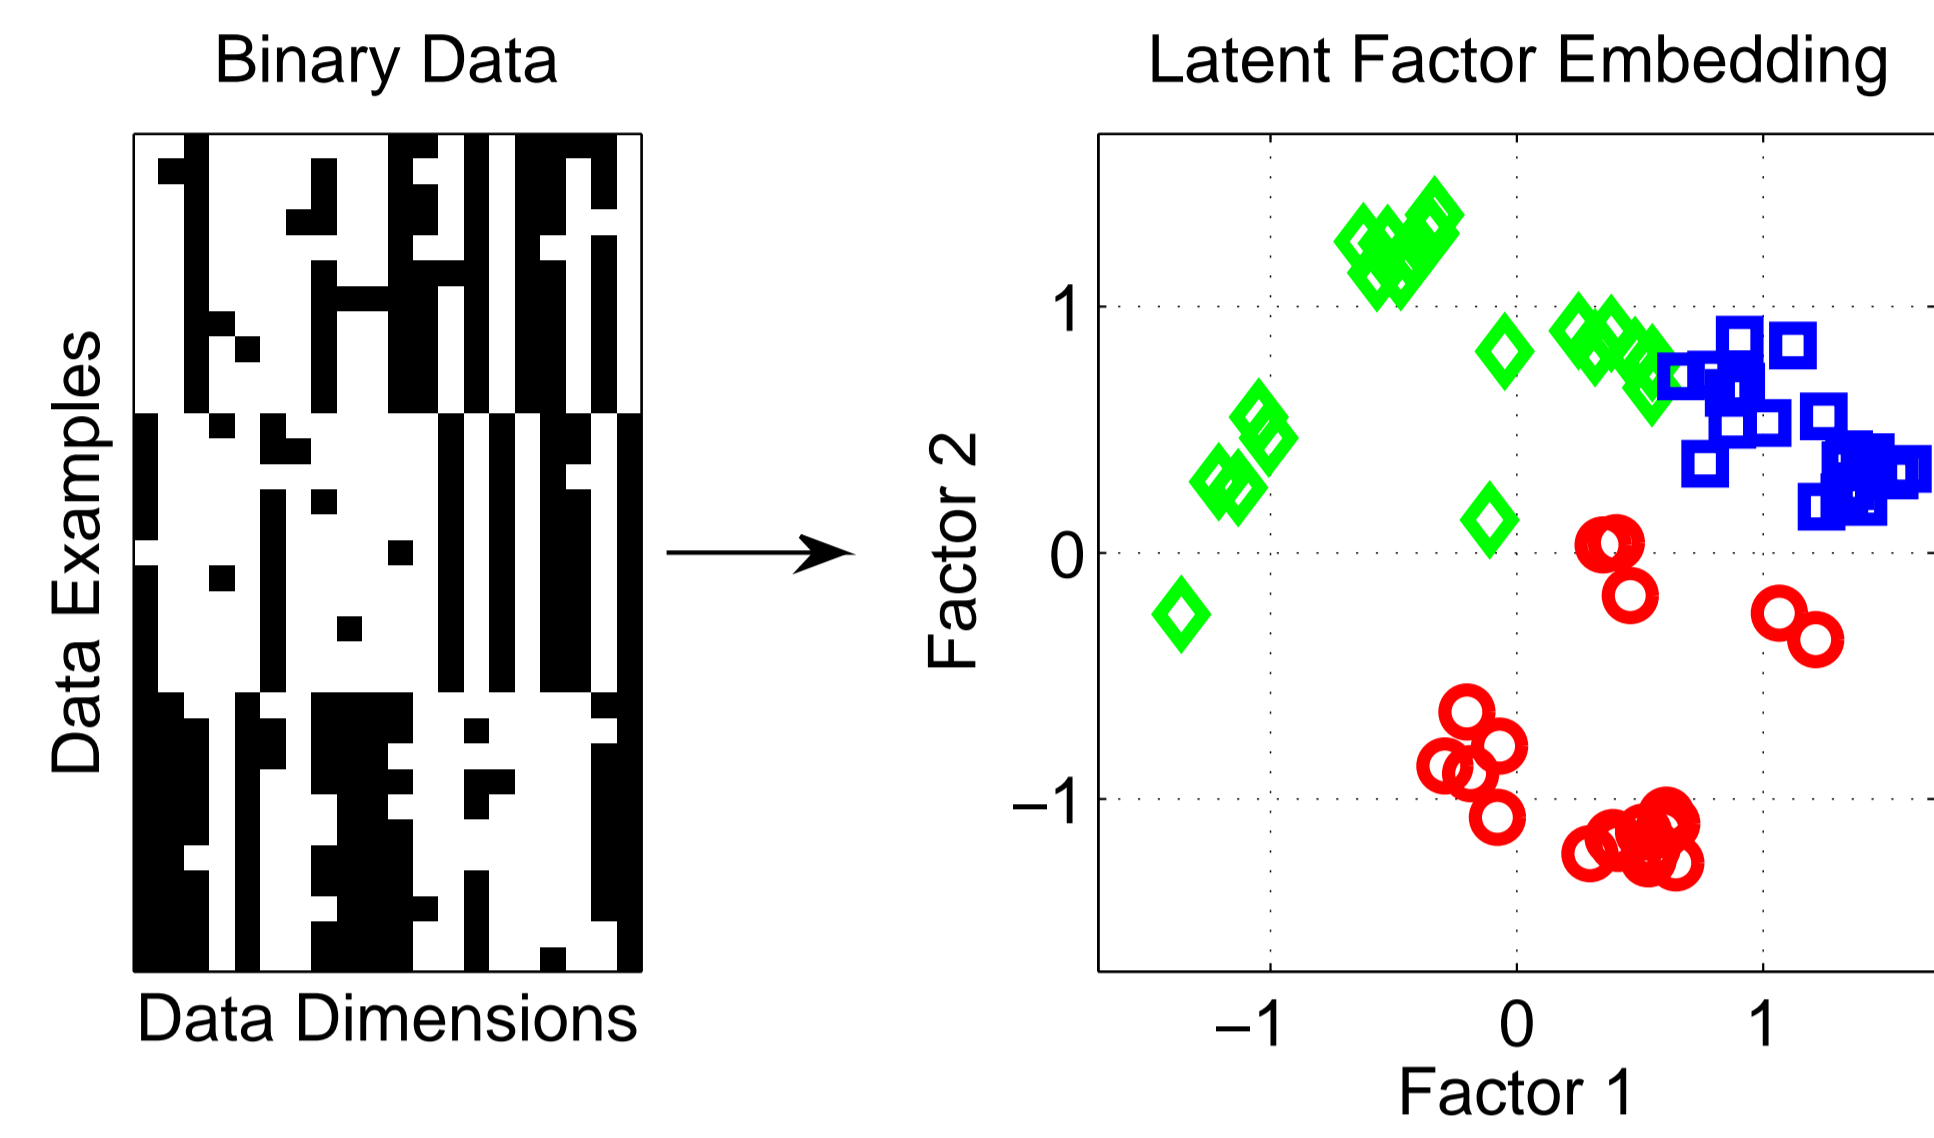 Binary Data
Data Examples
Data Dimensions
Latent Factor Embedding
Factor 2
1
0
−1
−1 0 1
Factor 1